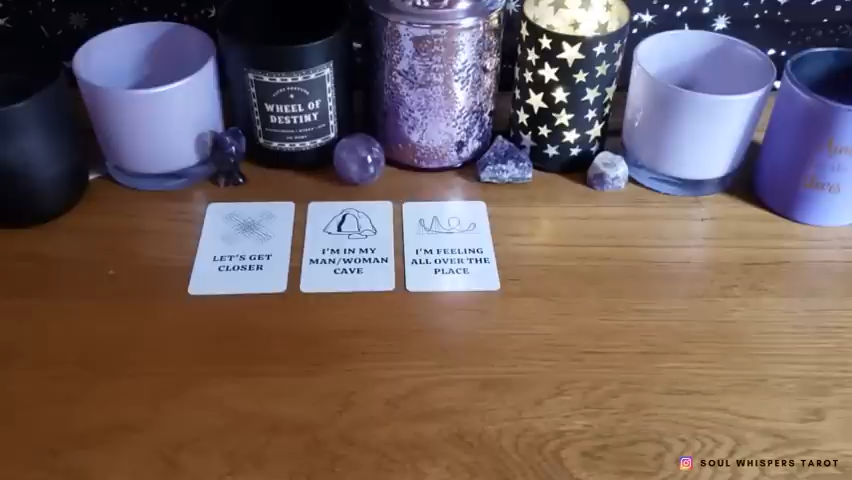 WHEEL OF
DESTINY
LET'S GET
CLOSER
I'M IN MY
MAN/WOMAN
CAVE
I'M FEELING
ALL OVER THE
PLACE
SOUL WHISPERS TAROT